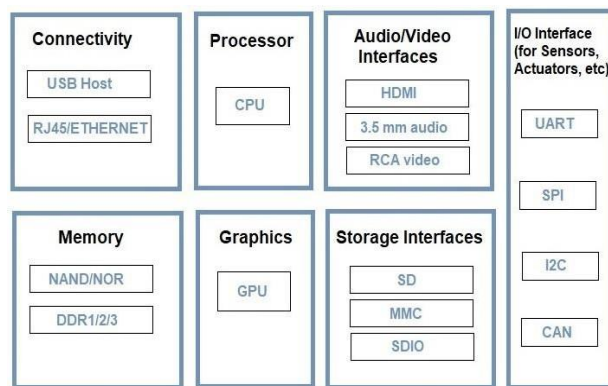 Connectivity
USB Host
RJ45/ETHERNET
Processor
CPU
Audio/Video
Interfaces
HDMI
3.5 mm audio
RCA video
I/O Interface
(for Sensors,
Actuators, etc)
UART
SPI
I2C
CAN
Memory
NAND/NOR
DDR1/2/3
Graphics
GPU
Storage Interfaces
SD
MMC
SDIO